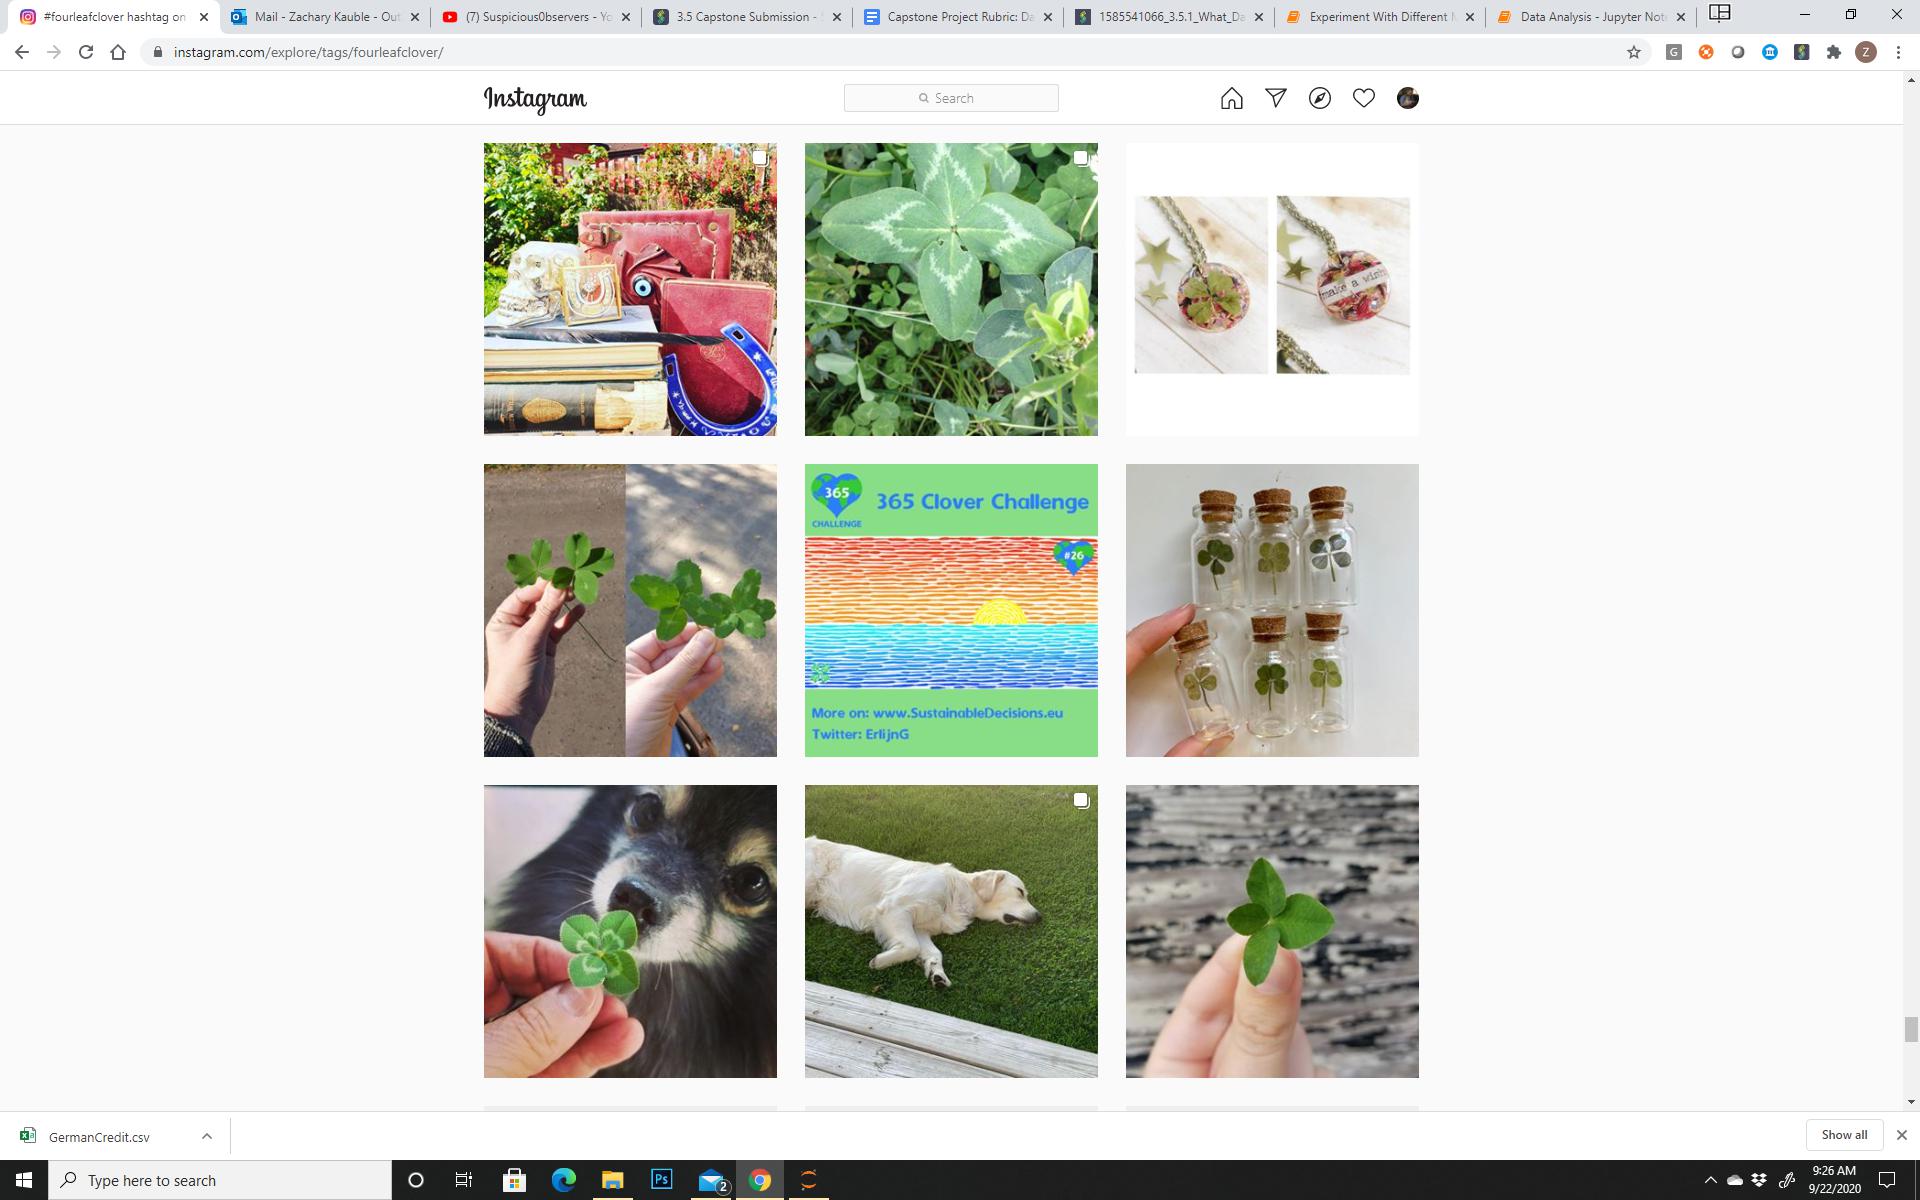 #fourleafclover hashtag on
Mail - Zachary Kauble - Out
(7) Suspicious0bservers - Yo
3.5 Capstone Submission -
Capstone Project Rubric: Da
1585541066_3.5.1_What_Da
Experiment With Different
Data Analysis - Jupyter Not
instagram.com/explore/tags/fourleafclover/
G
Z
Instagram
Search
make a wish
365
CHALLENGE
365 Clover Challenge
#26
More on: www.SustainableDecisions.eu
Twitter: ErlijnG
GermanCredit.csv
Show all
Type here to search
Ps
2
9:26 AM
9/22/2020